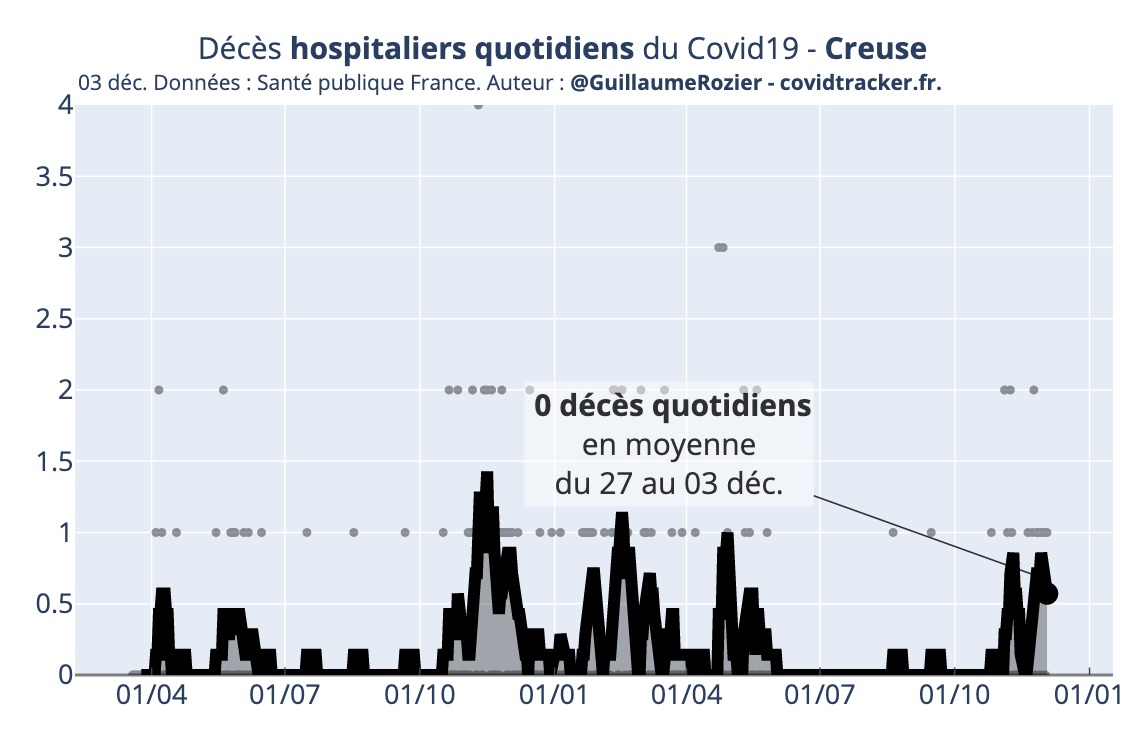 Décès hospitaliers quotidiens du Covid19 - Creuse
03 déc. Données : Santé publique France. Auteur : @GuillaumeRozier - covidtracker.fr.
4
3.5
3
2.5
2
1.5
1
0.5
0
0 décès quotidiens
en moyenne
du 27 au 03 déc.
01/04 01/07 01/10 01/01 01/04 01/07 01/10 01/01